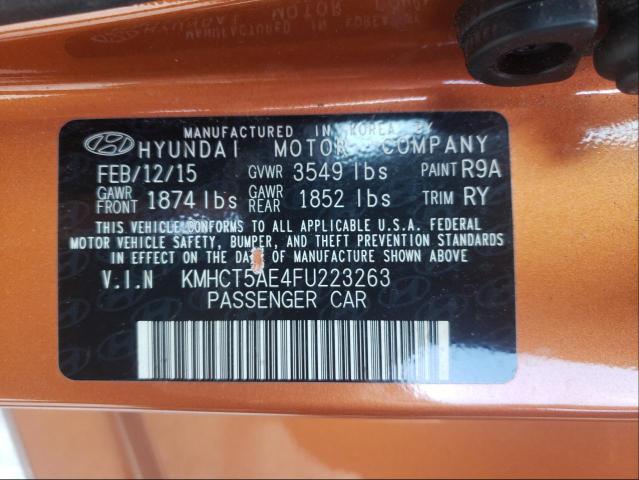 MANUFACTURED IN KOREA BY
HYUNDAI MOTOR COMPANY
FEB/12/15 GVWR 3549 lbs PAINT R9A
GAWR FRONT 1874 lbs GAWR REAR 1852 lbs TRIM RY
THIS VEHICLE CONFORMS TO ALL APPLICABLE U.S.A. FEDERAL
MOTOR VEHICLE SAFETY, BUMPER, AND THEFT PREVENTION STANDARDS
IN EFFECT ON THE DATE OF MANUFACTURE SHOWN ABOVE
V.I.N KMHCT5AE4FU223263
PASSENGER CAR